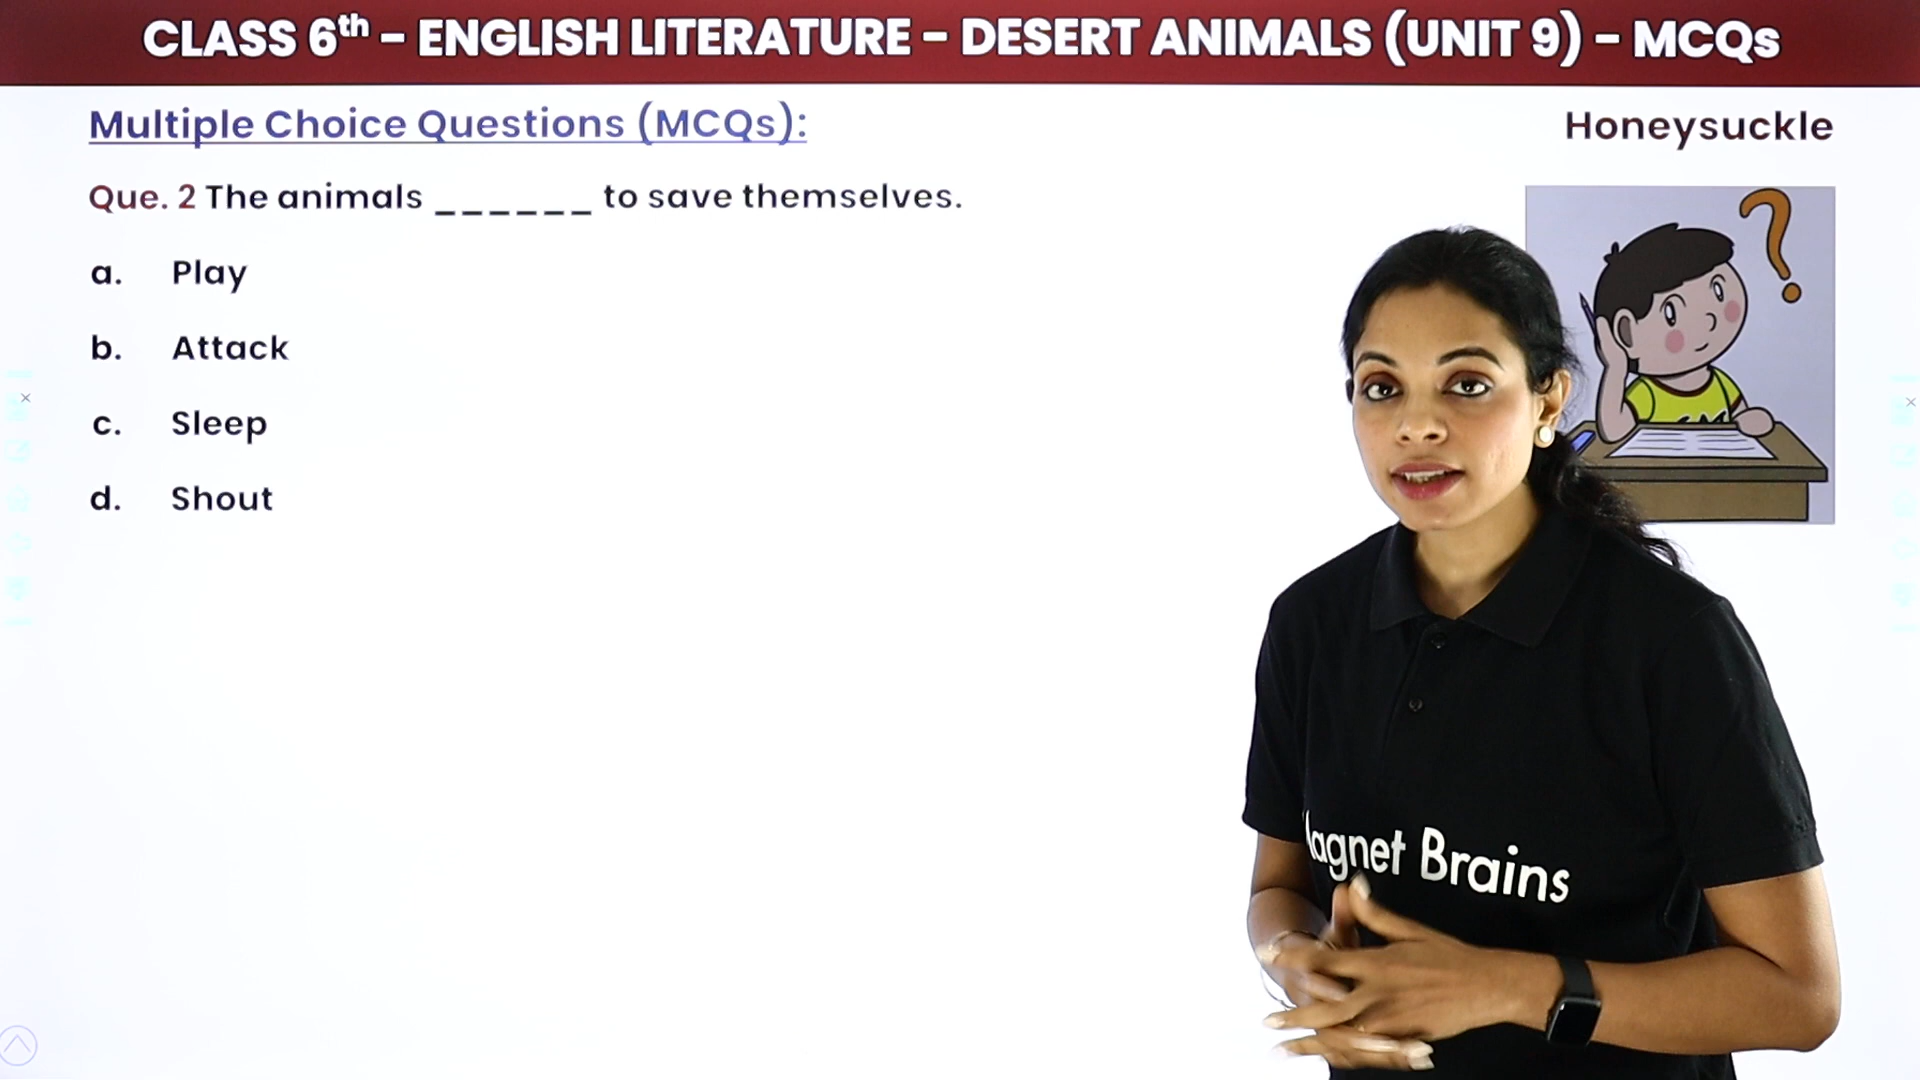 CLASS 6th - ENGLISH LITERATURE - DESERT ANIMALS (UNIT 9) - MCQs
Multiple Choice Questions (MCQs):
Honeysuckle
Que. 2 The animals ______ to save themselves.
a. Play
b. Attack
c. Sleep
d. Shout
agnet Brains